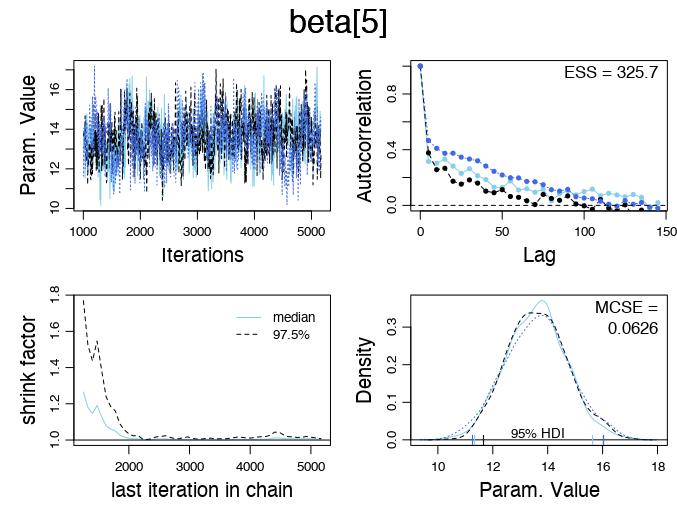 beta[5]
Param. Value
10 12 14 16
1000 2000 3000 4000 5000
Iterations
Autocorrelation
0.0 0.4 0.8
ESS = 325.7
0 50 100 150
Lag
shrink factor
1.0 1.2 1.4 1.6 1.8
median
97.5%
2000 3000 4000 5000
last iteration in chain
Density
0.0 0.1 0.2 0.3
MCSE =
0.0626
95% HDI
10 12 14 16 18
Param. Value